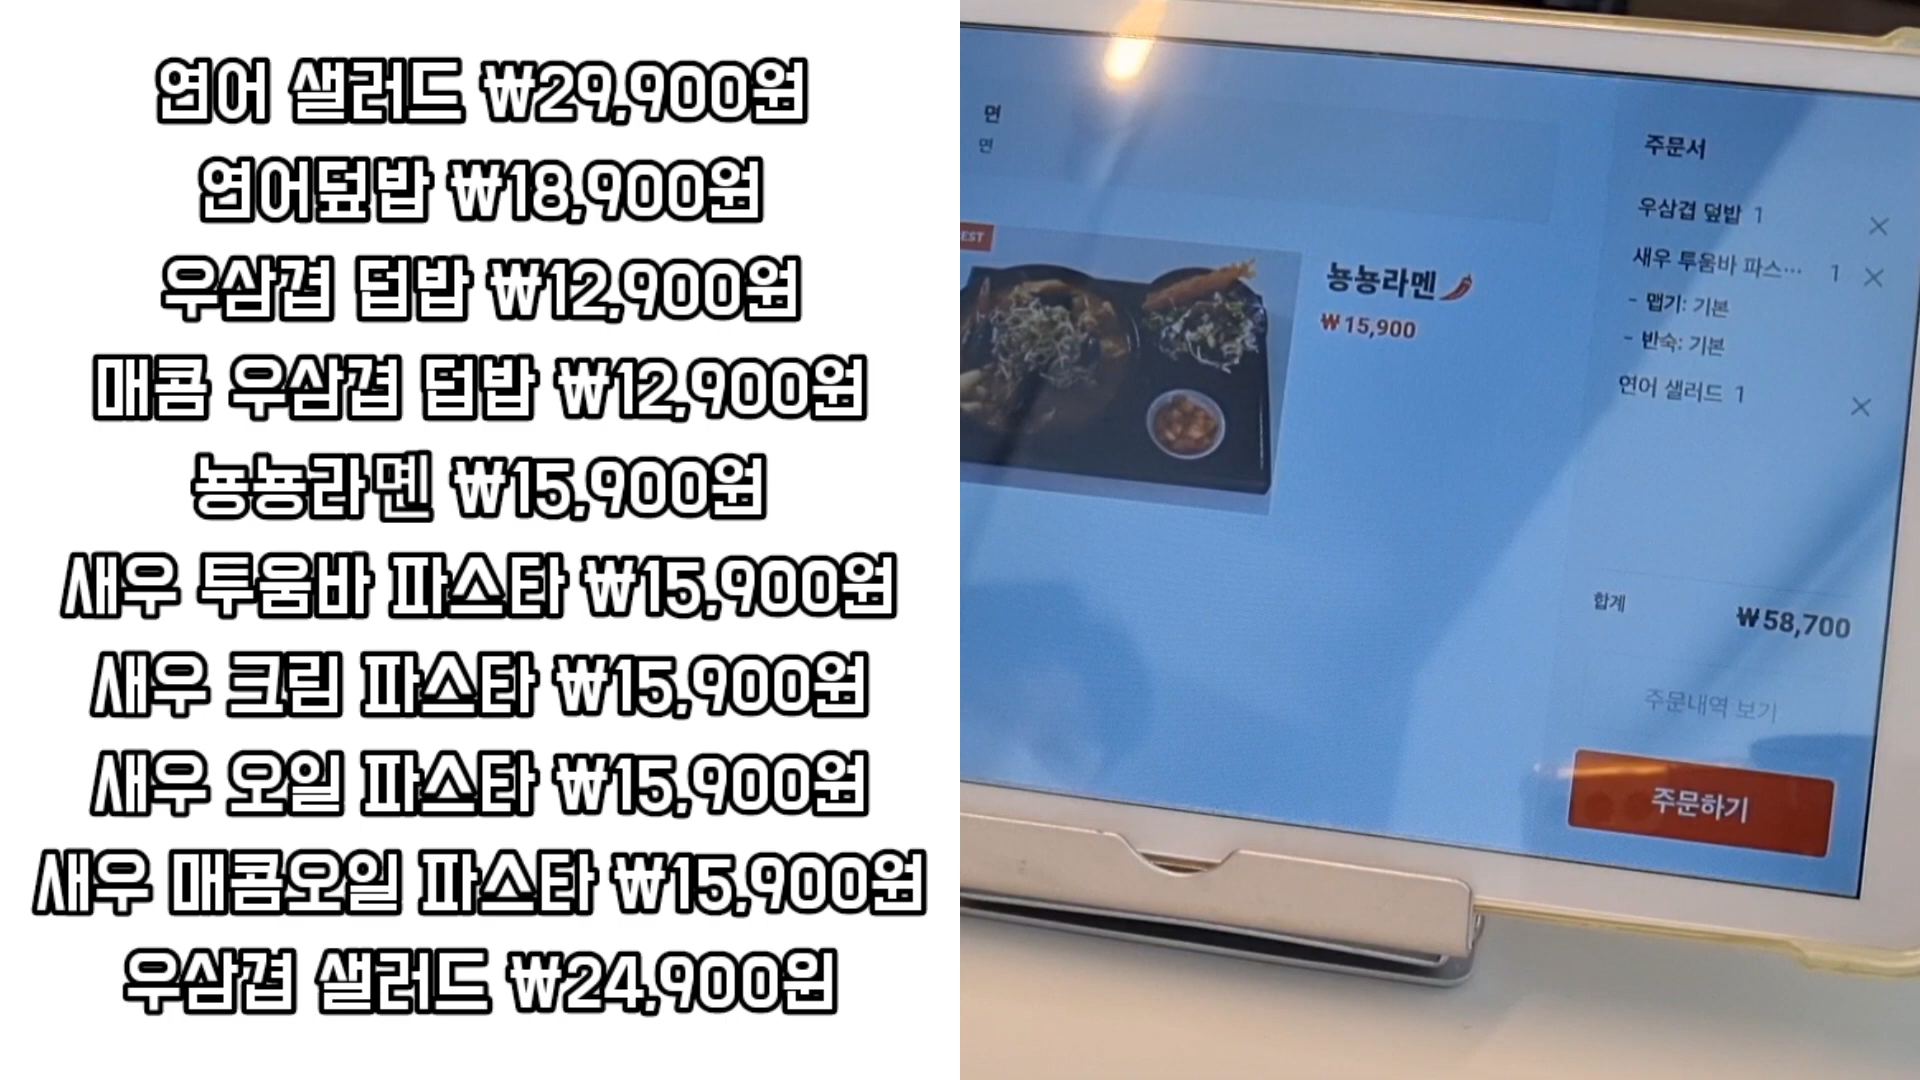 연어 샐러드 ₩29,900원
연어덮밥 ₩18,900원
우삼겹 덥밥 ₩12,900원
매콤 우삼겹 덥밥 ₩12,900원
뇽뇽라몐 ₩15,900원
새우 투움바 파스타 ₩15,900원
새우 크림 파스타 ₩15,900원
새우 오일 파스타 ₩15,900원
새우 매콤오일 파스타 ₩15,900원
우삼겹 샐러드 ₩24,900원
면
면
EST
뇽뇽라멘
₩15,900
주문서
우삼겹 덮밥 1
새우 투움바 파스… 1
- 맵기: 기본
- 반숙: 기본
연어 샐러드 1
합계 ₩58,700
주문내역 보기
주문하기